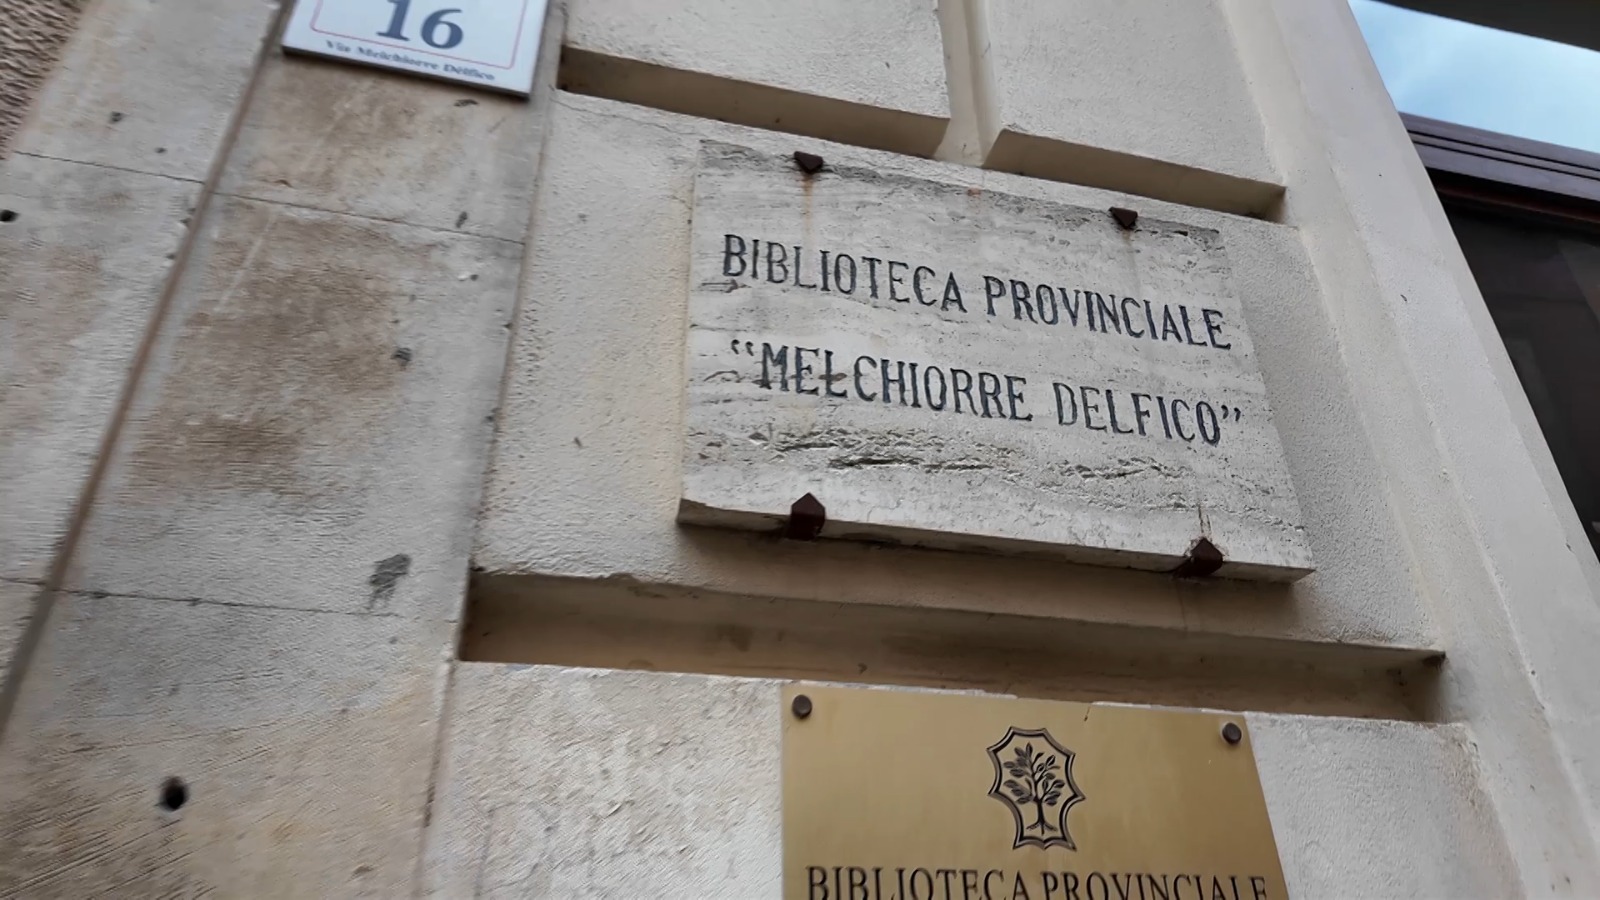 16
Via Melchiorre Delfico
BIBLIOTECA PROVINCIALE
“MELCHIORRE DELFICO”
BIBLIOTECA PROVINCIALE